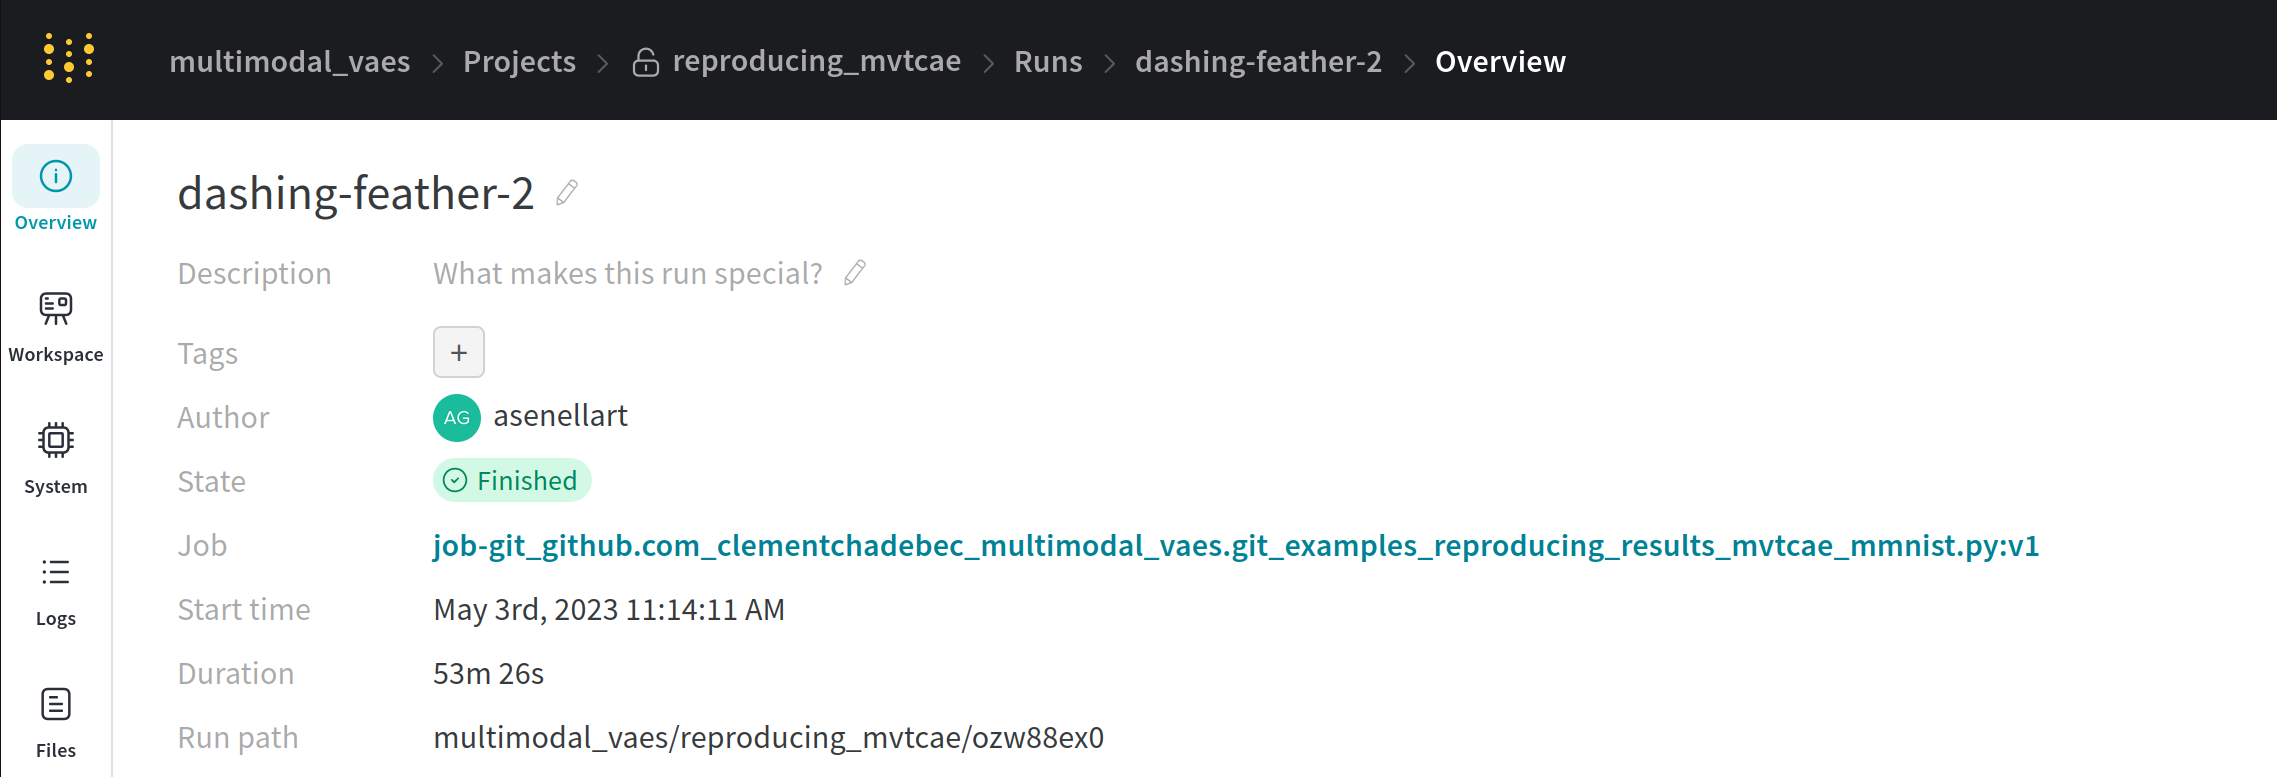 multimodal_vaes > Projects > reproducing_mvtcae > Runs > dashing-feather-2 > Overview
Overview
Workspace
System
Logs
Files
dashing-feather-2
Description What makes this run special?
Tags +
Author AG asenellart
State Finished
Job job-git_github.com_clementchadebec_multimodal_vaes.git_examples_reproducing_results_mvtcae_mmnist.py:v1
Start time May 3rd, 2023 11:14:11 AM
Duration 53m 26s
Run path multimodal_vaes/reproducing_mvtcae/ozw88ex0